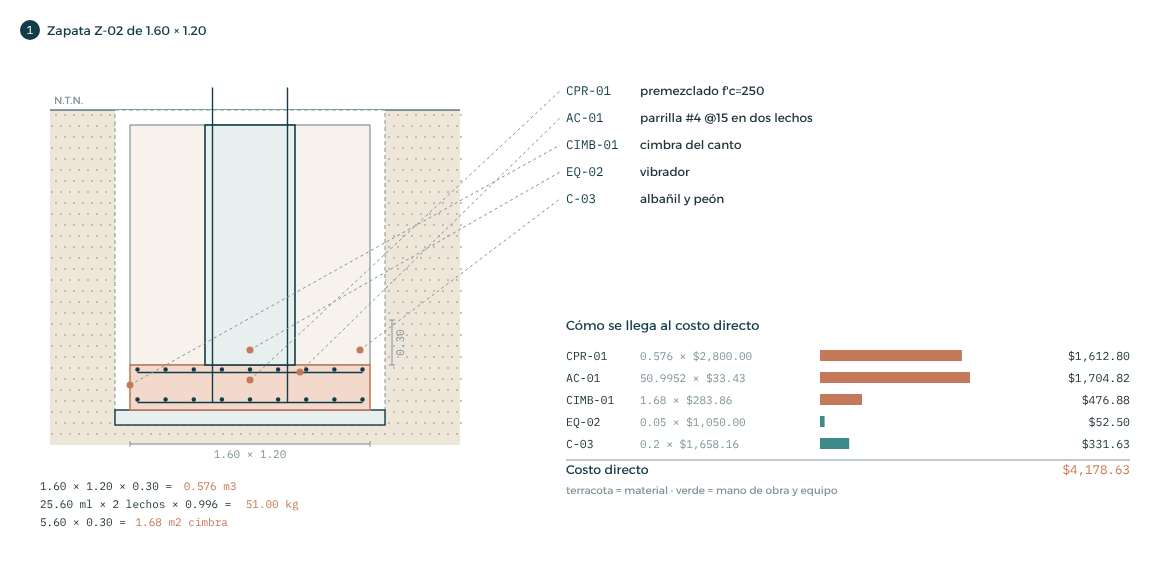 1 Zapata Z-02 de 1.60 × 1.20
N.T.N.
CPR-01 premezclado f'c=250
AC-01 parrilla #4 @15 en dos lechos
CIMB-01 cimbra del canto
EQ-02 vibrador
C-03 albañil y peón
0.30
1.60 × 1.20
1.60 × 1.20 × 0.30 = 0.576 m3
25.60 ml × 2 lechos × 0.996 = 51.00 kg
5.60 × 0.30 = 1.68 m2 cimbra
Cómo se llega al costo directo
CPR-01 0.576 × $2,800.00 $1,612.80
AC-01 50.9952 × $33.43 $1,704.82
CIMB-01 1.68 × $283.86 $476.88
EQ-02 0.05 × $1,050.00 $52.50
C-03 0.2 × $1,658.16 $331.63
Costo directo $4,178.63
terracota = material · verde = mano de obra y equipo